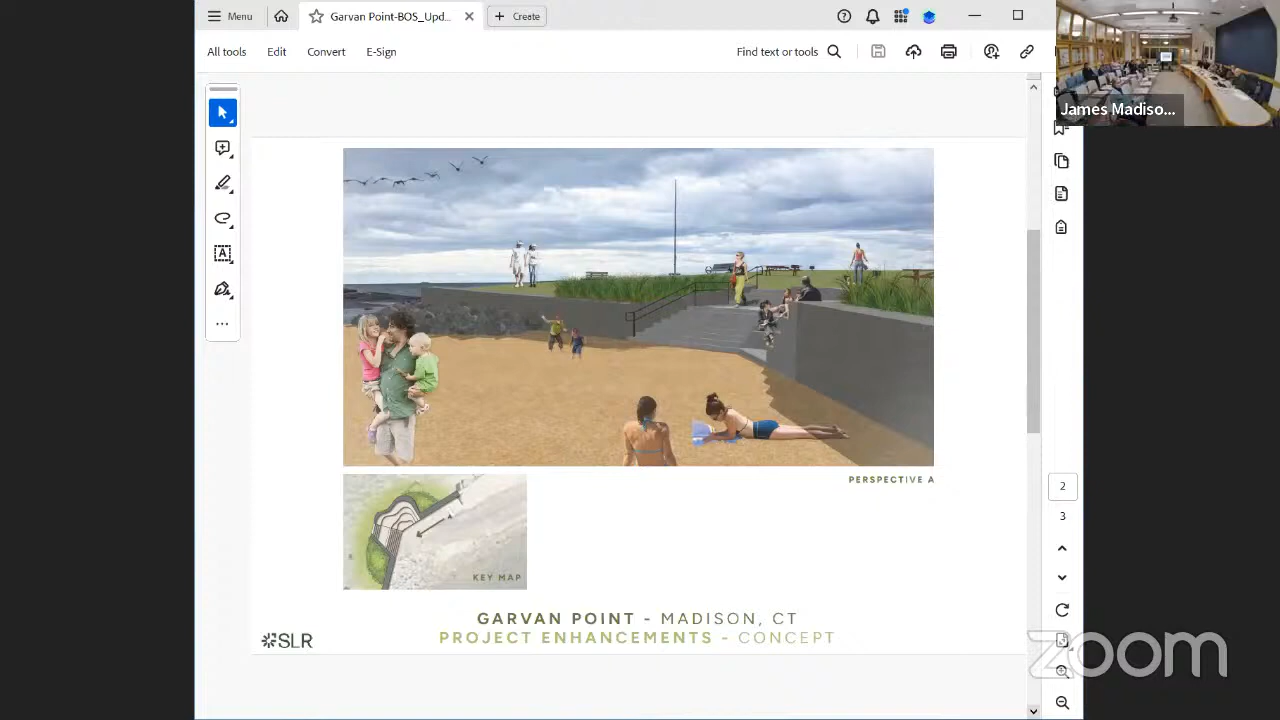 Menu
Garvan Point-BOS_Upd...
Create
All tools
Edit
Convert
E-Sign
Find text or tools
James Madiso...
PERSPECTIVE A
KEY MAP
2
3
GARVAN POINT - MADISON, CT
PROJECT ENHANCEMENTS - CONCEPT
SLR
zoom